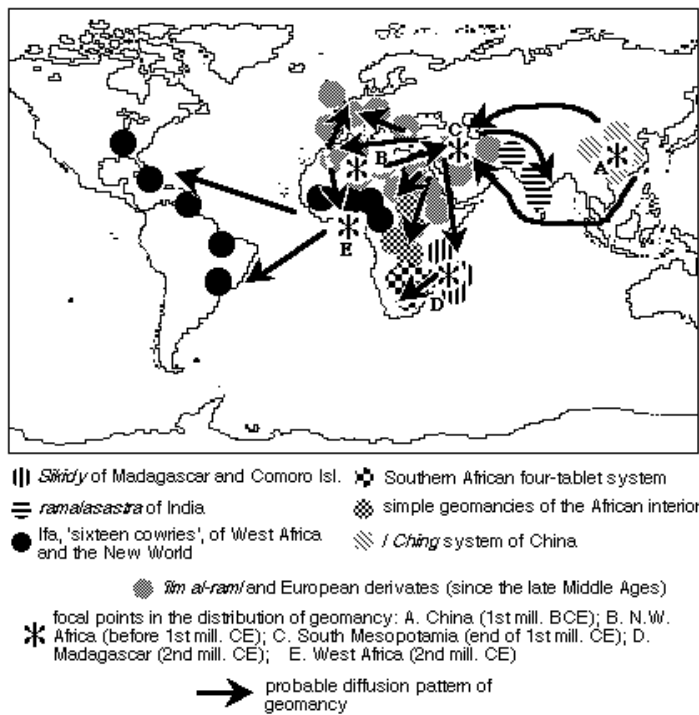 C
B
A
E
D
Sikidy of Madagascar and Comoro Isl.
Southern African four-tablet system
ramalasastra of India
simple geomancies of the African interior
Ifa, 'sixteen cowries', of West Africa
and the New World
I Ching system of China
'ilm al-raml and European derivates (since the late Middle Ages)
focal points in the distribution of geomancy: A. China (1st mill. BCE); B. N.W.
Africa (before 1st mill. CE); C. South Mesopotamia (end of 1st mill. CE); D.
Madagascar (2nd mill. CE); E. West Africa (2nd mill. CE)
probable diffusion pattern of
geomancy